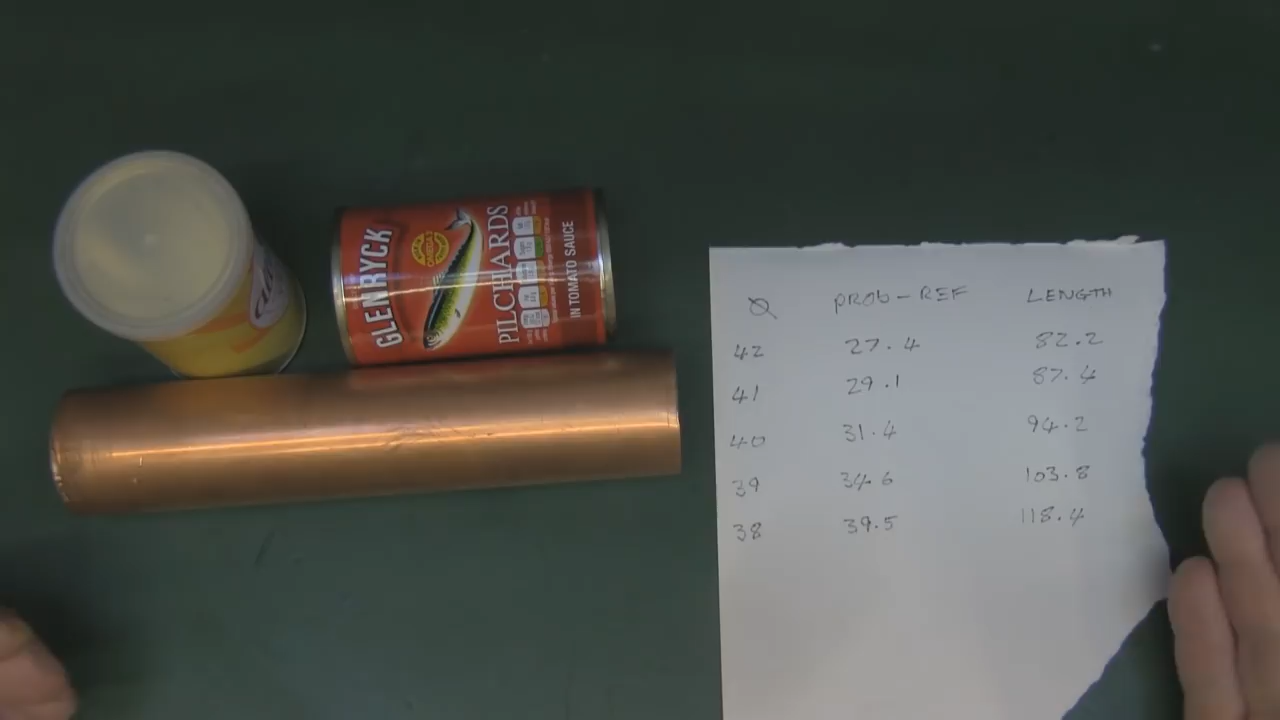 GLENRYCK
PILCHARDS
IN TOMATO SAUCE
Ø PROB-REF LENGTH
42 27.4 82.2
41 29.1 87.4
40 31.4 94.2
39 34.6 103.8
38 39.5 118.4